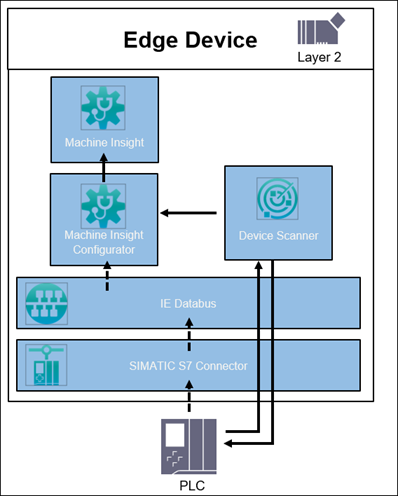 Edge Device
Layer 2
Machine Insight
Machine Insight
Configurator
Device Scanner
IE Databus
SIMATIC S7 Connector
PLC